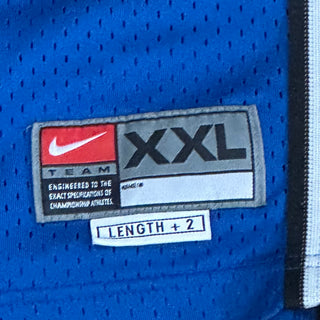 XXL
TEAM
ENGINEERED TO THE
EXACT SPECIFICATIONS OF
CHAMPIONSHIP ATHLETES.
LENGTH + 2